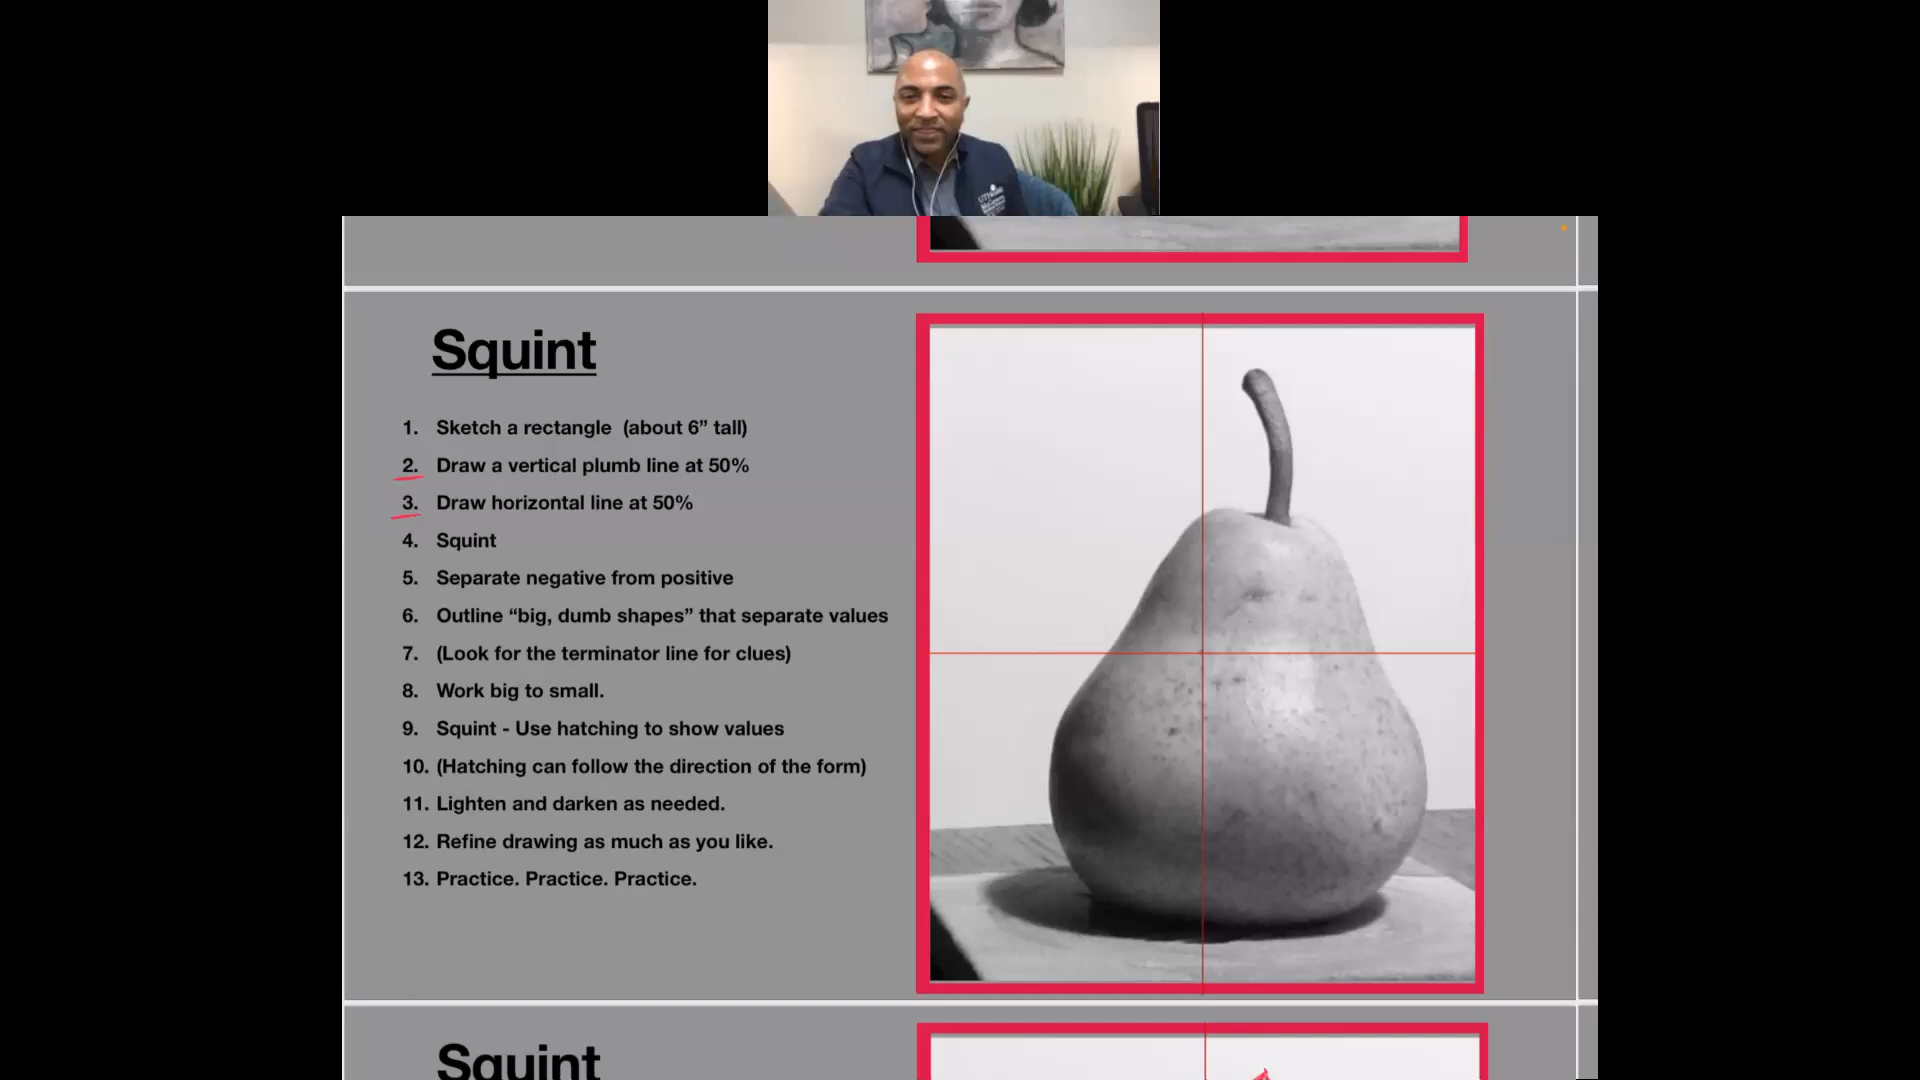 Squint
1. Sketch a rectangle (about 6” tall)
2. Draw a vertical plumb line at 50%
3. Draw horizontal line at 50%
4. Squint
5. Separate negative from positive
6. Outline “big, dumb shapes” that separate values
7. (Look for the terminator line for clues)
8. Work big to small.
9. Squint - Use hatching to show values
10. (Hatching can follow the direction of the form)
11. Lighten and darken as needed.
12. Refine drawing as much as you like.
13. Practice. Practice. Practice.
Squint